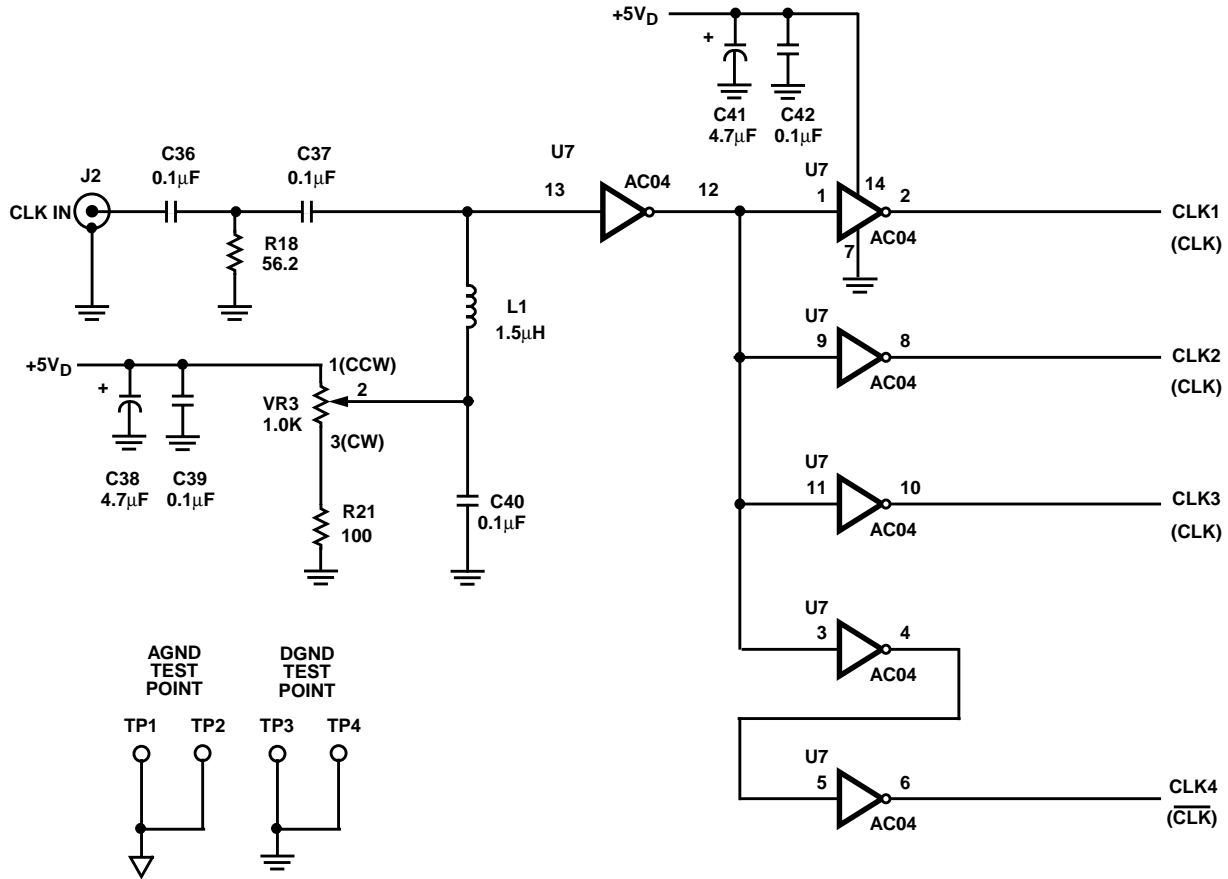 +5VD
+
C41
4.7μF
C42
0.1μF
C36
0.1μF
C37
0.1μF
U7
13
AC04
12
U7
1
14
2
7
AC04
CLK1
(CLK)
J2
CLK IN
R18
56.2
L1
1.5μH
U7
9
8
AC04
CLK2
(CLK)
+5VD
+
1(CCW)
2
VR3
1.0K
3(CW)
C38
4.7μF
C39
0.1μF
R21
100
C40
0.1μF
U7
11
10
AC04
CLK3
(CLK)
U7
3
4
AC04
AGND
TEST
POINT
DGND
TEST
POINT
TP1
TP2
TP3
TP4
U7
5
6
AC04
CLK4
(C̅L̅K̅)